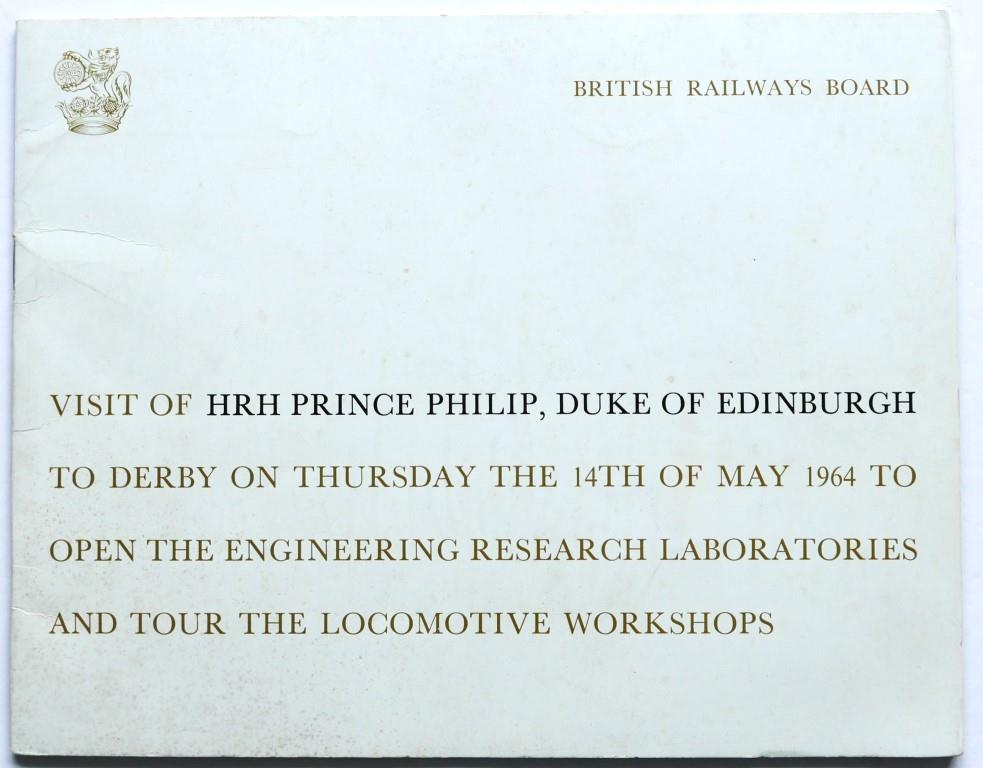 BRITISH RAILWAYS BOARD
VISIT OF HRH PRINCE PHILIP, DUKE OF EDINBURGH
TO DERBY ON THURSDAY THE 14TH OF MAY 1964 TO
OPEN THE ENGINEERING RESEARCH LABORATORIES
AND TOUR THE LOCOMOTIVE WORKSHOPS